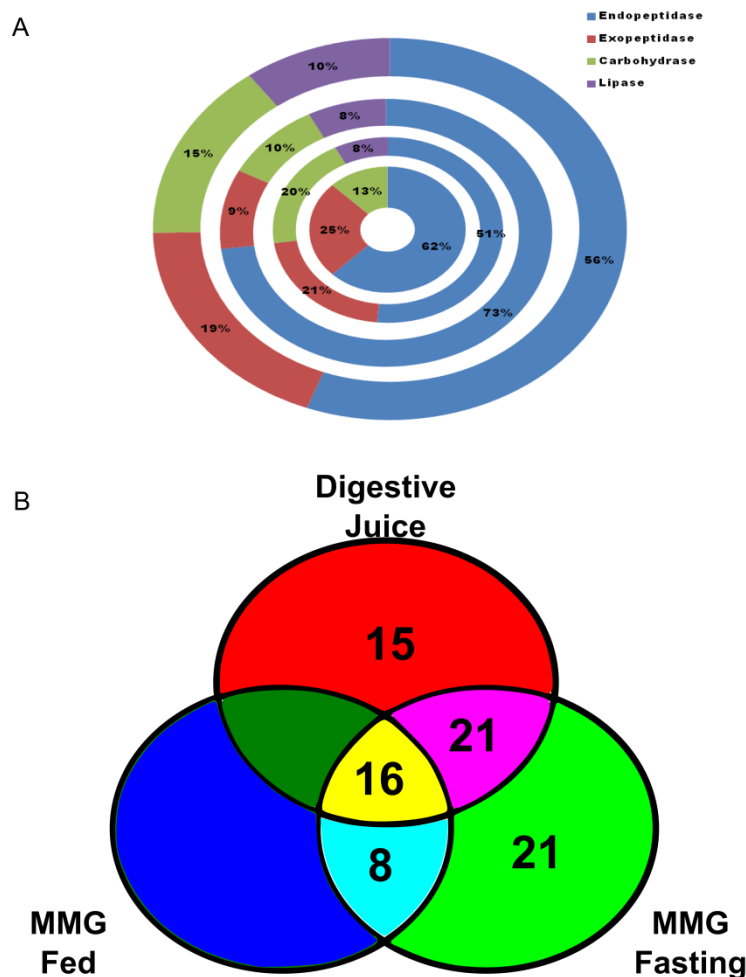 A
Endopeptidase
Exopeptidase
Carbohydrase
Lipase
10%
8%
15%
10%
8%
20%
13%
9%
25%
51%
62%
56%
21%
73%
19%
B
Digestive
Juice
15
21
16
8
21
MMG
Fed
MMG
Fasting